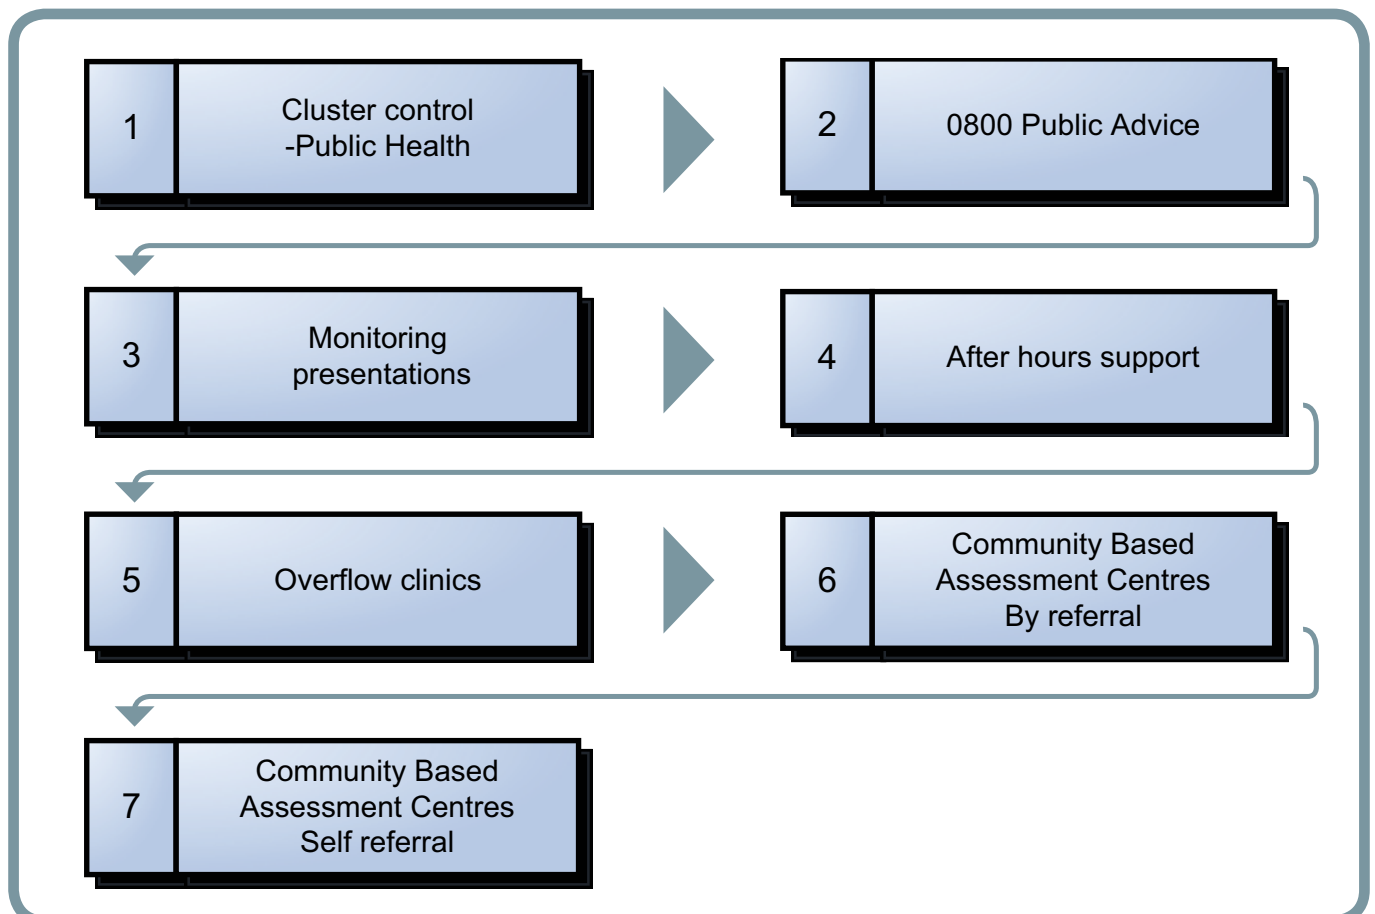 1
Cluster control
-Public Health
2
0800 Public Advice
3
Monitoring
presentations
4
After hours support
5
Overflow clinics
6
Community Based
Assessment Centres
By referral
7
Community Based
Assessment Centres
Self referral